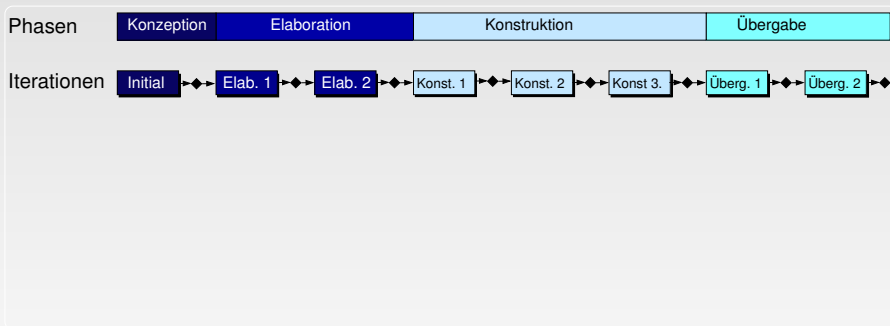 Phasen Konzeption Elaboration Konstruktion Übergabe
Iterationen Initial Elab. 1 Elab. 2 Konst. 1 Konst. 2 Konst 3. Überg. 1 Überg. 2